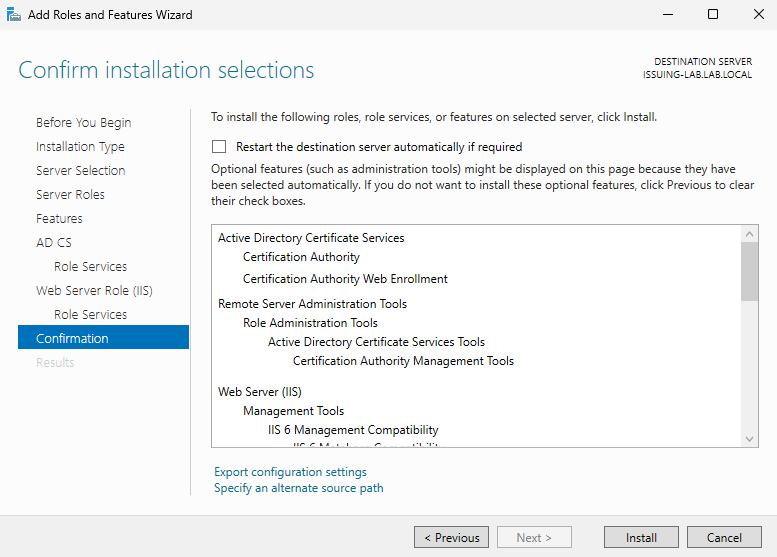 Add Roles and Features Wizard
Confirm installation selections
DESTINATION SERVER
ISSUING-LAB.LAB.LOCAL
Before You Begin
Installation Type
Server Selection
Server Roles
Features
AD CS
Role Services
Web Server Role (IIS)
Role Services
Confirmation
Results
To install the following roles, role services, or features on selected server, click Install.
Restart the destination server automatically if required
Optional features (such as administration tools) might be displayed on this page because they have
been selected automatically. If you do not want to install these optional features, click Previous to clear
their check boxes.
Active Directory Certificate Services
Certification Authority
Certification Authority Web Enrollment
Remote Server Administration Tools
Role Administration Tools
Active Directory Certificate Services Tools
Certification Authority Management Tools
Web Server (IIS)
Management Tools
IIS 6 Management Compatibility
IIS 6 Metabase Compatibility
Export configuration settings
Specify an alternate source path
< Previous
Next >
Install
Cancel